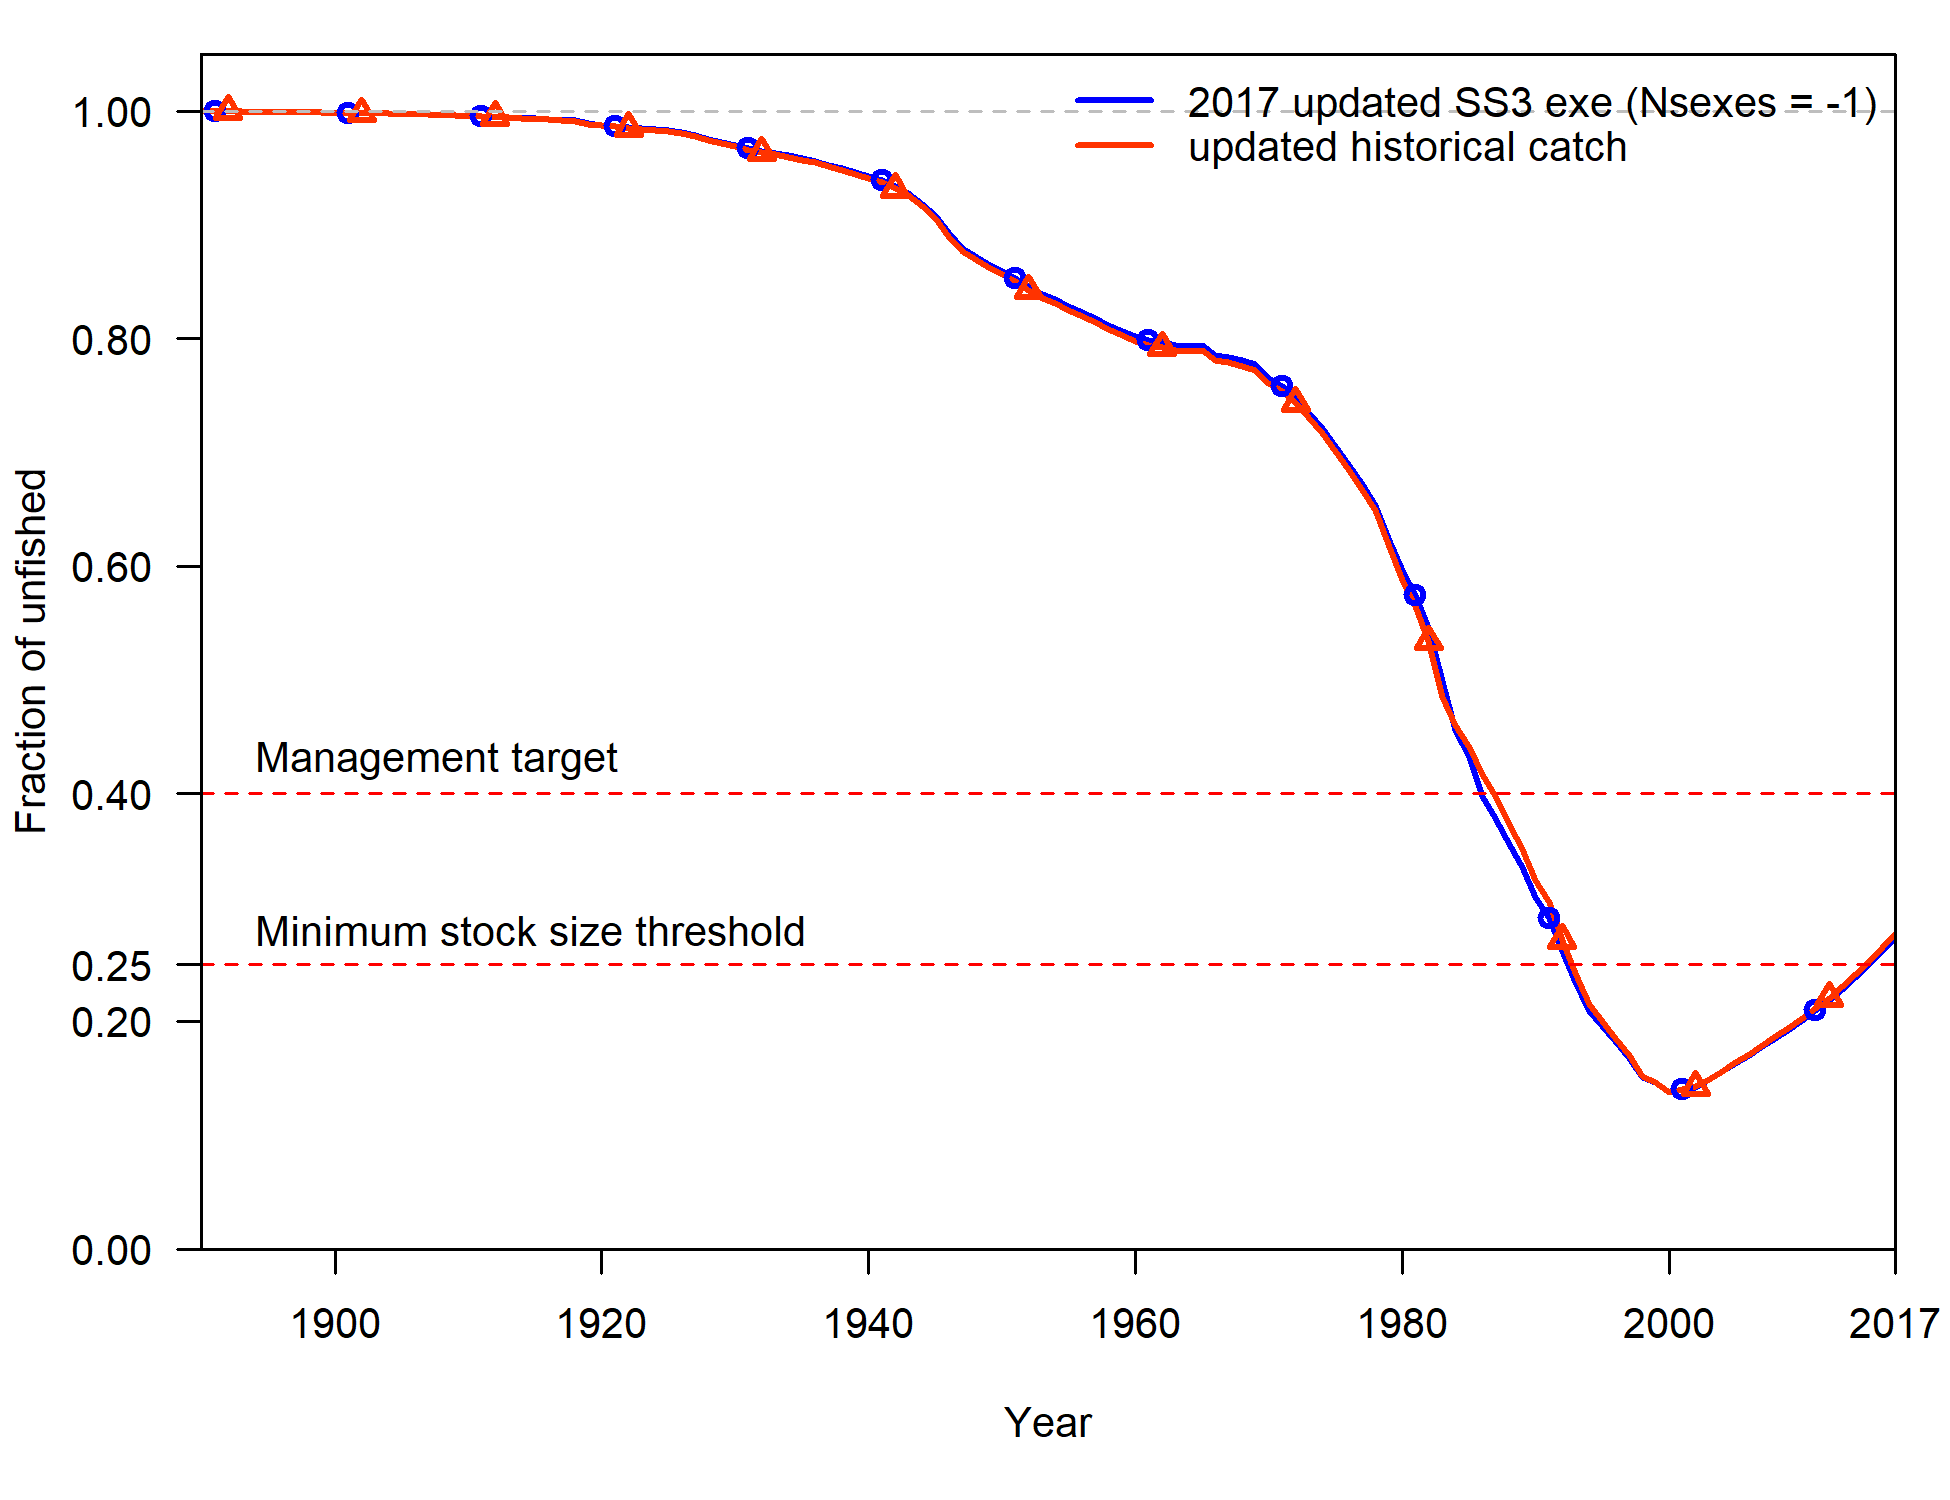 2017 updated SS3 exe (Nsexes = -1)
updated historical catch
1.00
0.80
0.60
0.40
0.25
0.20
0.00
Fraction of unfished
Management target
Minimum stock size threshold
1900
1920
1940
1960
1980
2000
2017
Year